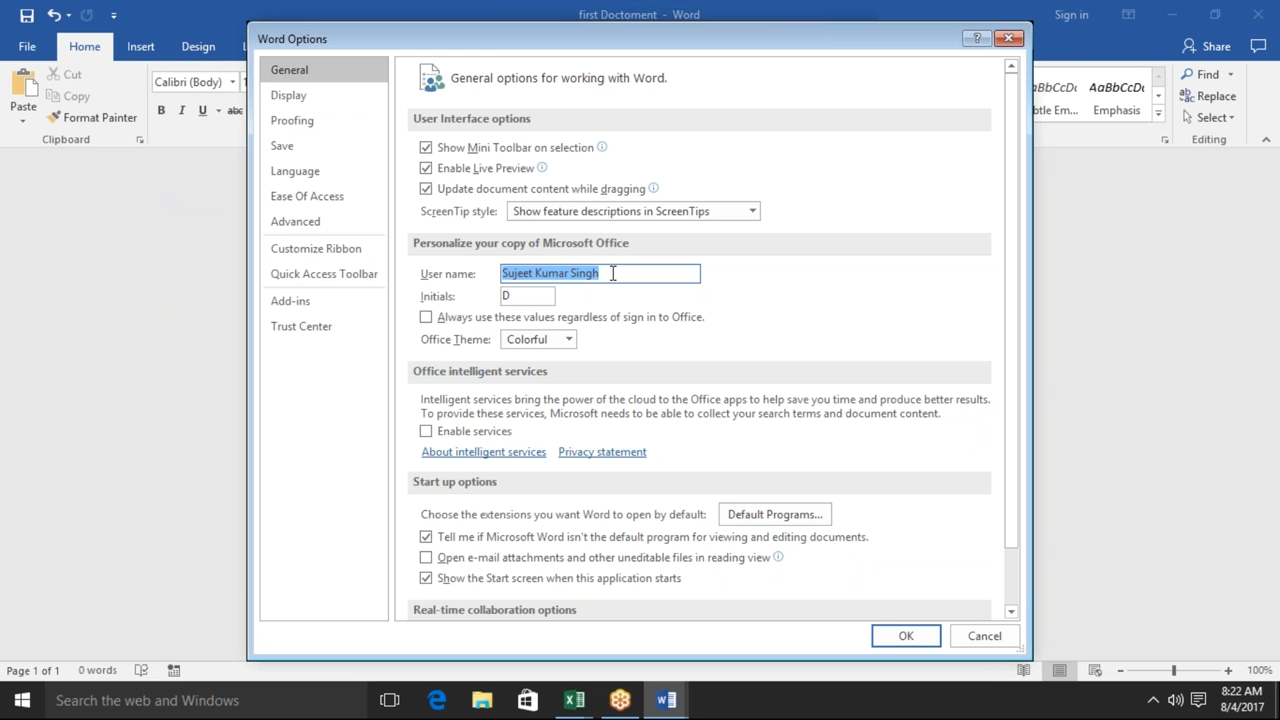 first Doctoment - Word
Sign in
File
Home
Insert
Design
Share
Cut
Copy
Paste
Format Painter
Clipboard
Calibri (Body)
B I U abc
AaBbCcDc
Emphasis
Find
Replace
Select
Editing
Word Options
General
Display
Proofing
Save
Language
Ease Of Access
Advanced
Customize Ribbon
Quick Access Toolbar
Add-ins
Trust Center
General options for working with Word.
User Interface options
Show Mini Toolbar on selection
Enable Live Preview
Update document content while dragging
ScreenTip style: Show feature descriptions in ScreenTips
Personalize your copy of Microsoft Office
User name: Sujeet Kumar Singh
Initials: D
Always use these values regardless of sign in to Office.
Office Theme: Colorful
Office intelligent services
Intelligent services bring the power of the cloud to the Office apps to help save you time and produce better results.
To provide these services, Microsoft needs to be able to collect your search terms and document content.
Enable services
About intelligent services Privacy statement
Start up options
Choose the extensions you want Word to open by default: Default Programs...
Tell me if Microsoft Word isn't the default program for viewing and editing documents.
Open e-mail attachments and other uneditable files in reading view
Show the Start screen when this application starts
Real-time collaboration options
OK
Cancel
Page 1 of 1 0 words
100%
Search the web and Windows
8:22 AM
8/4/2017